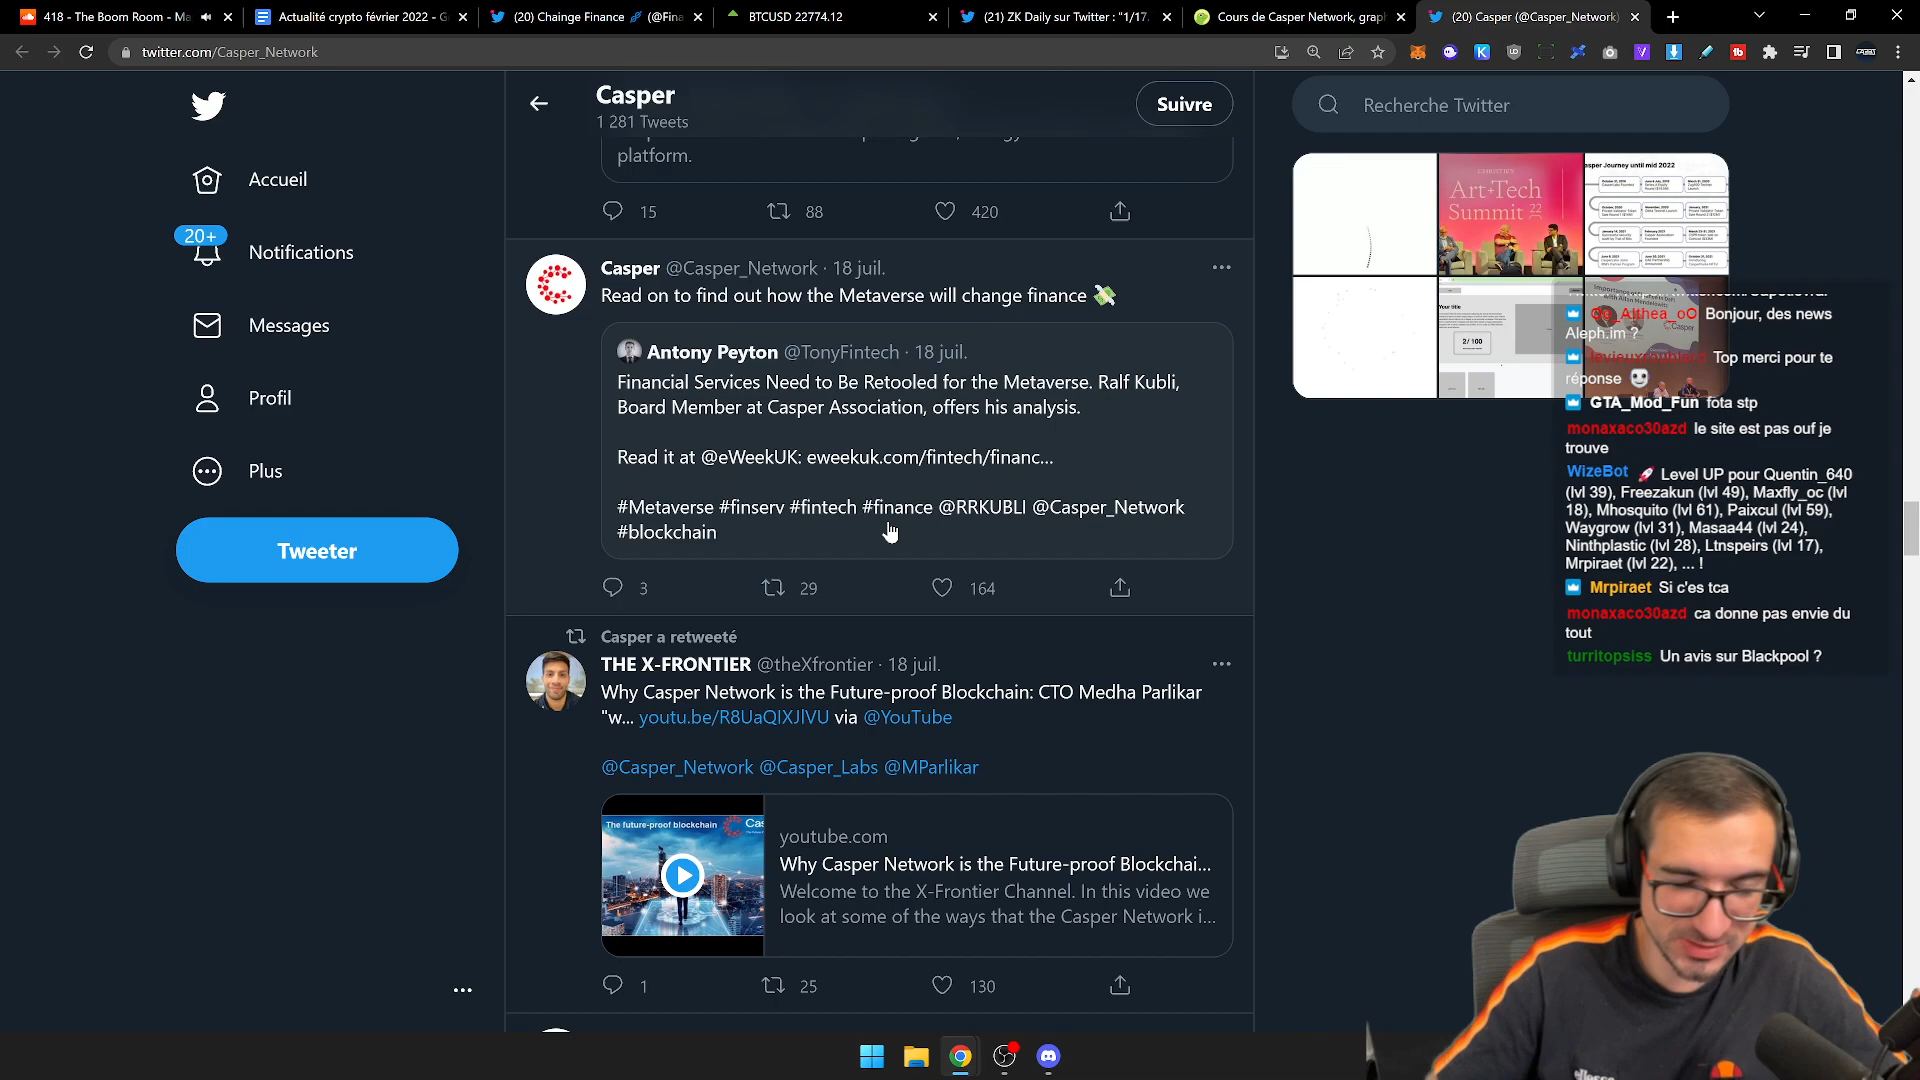 418 - The Boom Room - Ma
Actualité crypto février 2022 - G
(20) Chainge Finance (@Fina
BTCUSD 22774.12
(21) ZK Daily sur Twitter : "1/17.
Cours de Casper Network, grap
(20) Casper (@Casper_Network)
twitter.com/Casper_Network
Casper
1 281 Tweets
Suivre
Recherche Twitter
Accueil
20+
Notifications
Messages
Profil
Plus
Tweeter
platform.
15 88 420
Casper @Casper_Network · 18 juil.
Read on to find out how the Metaverse will change finance 💸
Antony Peyton @TonyFintech · 18 juil.
Financial Services Need to Be Retooled for the Metaverse. Ralf Kubli,
Board Member at Casper Association, offers his analysis.
Read it at @eWeekUK: eweekuk.com/fintech/financ...
#Metaverse #finserv #fintech #finance @RRKUBLI @Casper_Network
#blockchain
3 29 164
Casper a retweeté
THE X-FRONTIER @theXfrontier · 18 juil.
Why Casper Network is the Future-proof Blockchain: CTO Medha Parlikar
"w... youtu.be/R8UaQIXJlVU via @YouTube
@Casper_Network @Casper_Labs @MParlikar
The future-proof blockchain
youtube.com
Why Casper Network is the Future-proof Blockchai...
Welcome to the X-Frontier Channel. In this video we
look at some of the ways that the Casper Network i...
1 25 130
CHRISTIE'S
Art+Tech
Summit 22
asper Journey until mid 2022
Your title
2/ 100
Bonjour, des news
Aleph.im ?
Top merci pour te
réponse
GTA_Mod_Fun fota stp
monaxaco30azd le site est pas ouf je
trouve
WizeBot 🚀 Level UP pour Quentin_640
(lvl 39), Freezakun (lvl 49), Maxfly_oc (lvl
18), Mhosquito (lvl 61), Paixcul (lvl 59),
Waygrow (lvl 31), Masaa44 (lvl 24),
Ninthplastic (lvl 28), Ltnspeirs (lvl 17),
Mrpiraet (lvl 22), ... !
Mrpiraet Si c'es tca
monaxaco30azd ca donne pas envie du
tout
turritopsiss Un avis sur Blackpool ?